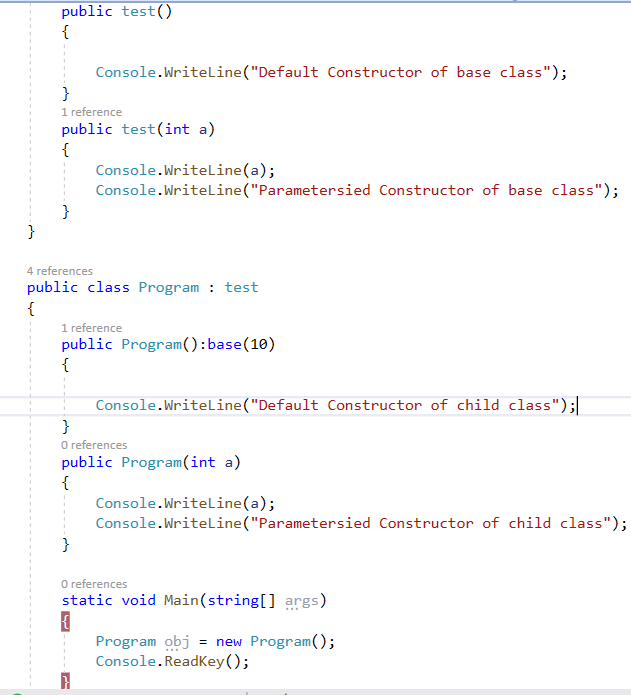 public test()
{
Console.WriteLine("Default Constructor of base class");
}
1 reference
public test(int a)
{
Console.WriteLine(a);
Console.WriteLine("Parametersied Constructor of base class");
}
}
4 references
public class Program : test
{
1 reference
public Program():base(10)
{
Console.WriteLine("Default Constructor of child class");
}
0 references
public Program(int a)
{
Console.WriteLine(a);
Console.WriteLine("Parametersied Constructor of child class");
}
0 references
static void Main(string[] args)
{
Program obj = new Program();
Console.ReadKey();
}